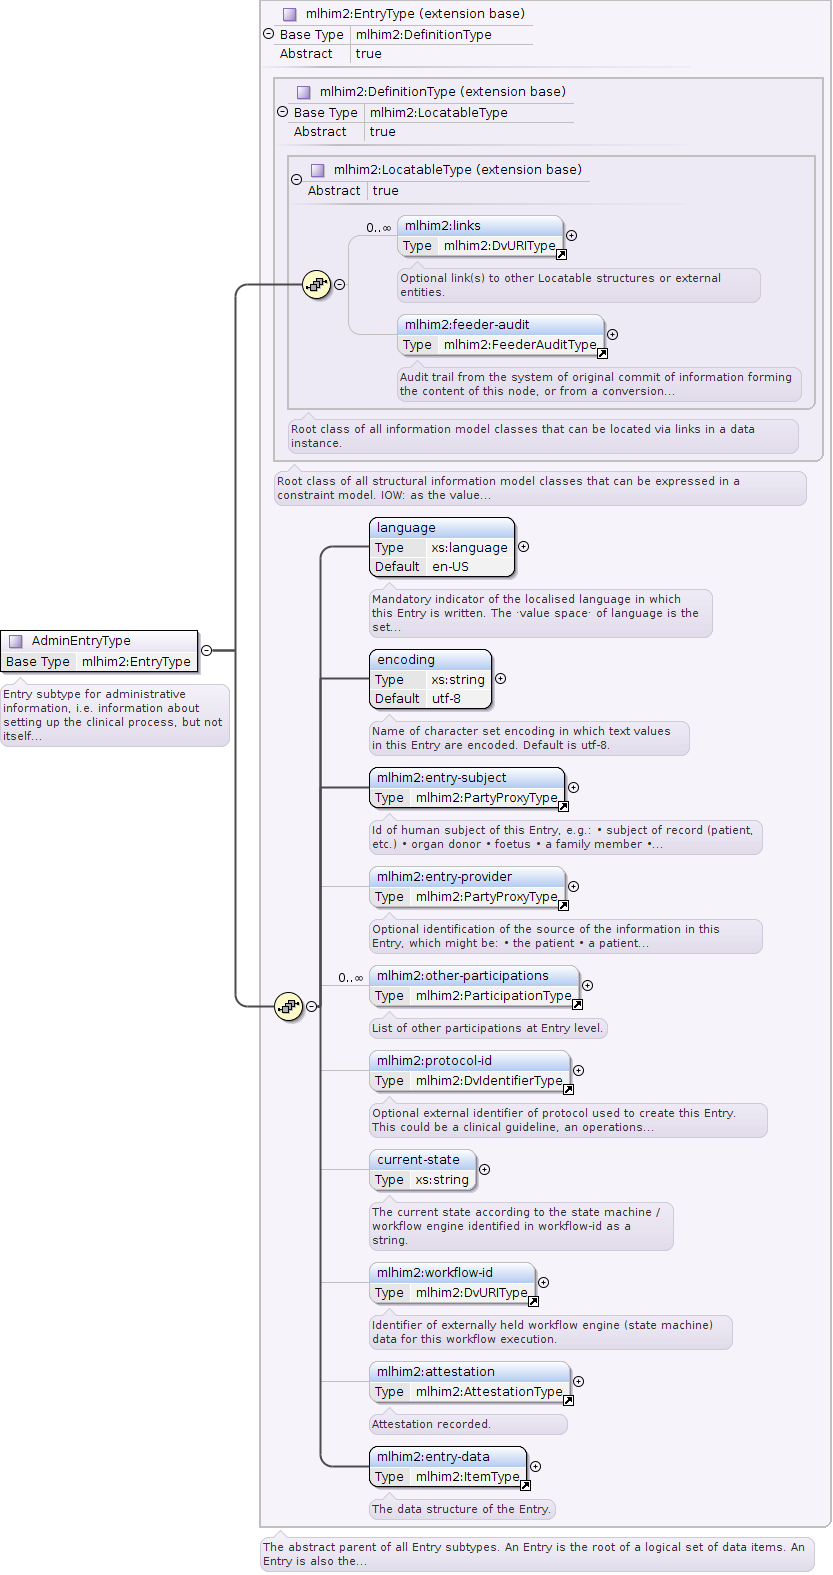 mlhim2:EntryType (extension base)
Base Type mlhim2:DefinitionType
Abstract true
mlhim2:DefinitionType (extension base)
Base Type mlhim2:LocatableType
Abstract true
mlhim2:LocatableType (extension base)
Abstract true
0..∞
mlhim2:links
Type mlhim2:DvURIType
Optional link(s) to other Locatable structures or external
entities.
mlhim2:feeder-audit
Type mlhim2:FeederAuditType
Audit trail from the system of original commit of information forming
the content of this node, or from a conversion...
Root class of all information model classes that can be located via links in a data
instance.
Root class of all structural information model classes that can be expressed in a
constraint model. IOW: as the value...
language
Type xs:language
Default en-US
Mandatory indicator of the localised language in which
this Entry is written. The ·value space· of language is the
set...
AdminEntryType
Base Type mlhim2:EntryType
Entry subtype for administrative
information, i.e. information about
setting up the clinical process, but not
itself...
encoding
Type xs:string
Default utf-8
Name of character set encoding in which text values
in this Entry are encoded. Default is utf-8.
mlhim2:entry-subject
Type mlhim2:PartyProxyType
Id of human subject of this Entry, e.g.: • subject of record (patient,
etc.) • organ donor • foetus • a family member •...
mlhim2:entry-provider
Type mlhim2:PartyProxyType
Optional identification of the source of the information in this
Entry, which might be: • the patient • a patient...
0..∞
mlhim2:other-participations
Type mlhim2:ParticipationType
List of other participations at Entry level.
mlhim2:protocol-id
Type mlhim2:DvIdentifierType
Optional external identifier of protocol used to create this Entry.
This could be a clinical guideline, an operations...
current-state
Type xs:string
The current state according to the state machine /
workflow engine identified in workflow-id as a
string.
mlhim2:workflow-id
Type mlhim2:DvURIType
Identifier of externally held workflow engine (state machine)
data for this workflow execution.
mlhim2:attestation
Type mlhim2:AttestationType
Attestation recorded.
mlhim2:entry-data
Type mlhim2:ItemType
The data structure of the Entry.
The abstract parent of all Entry subtypes. An Entry is the root of a logical set of data items. An
Entry is also the...